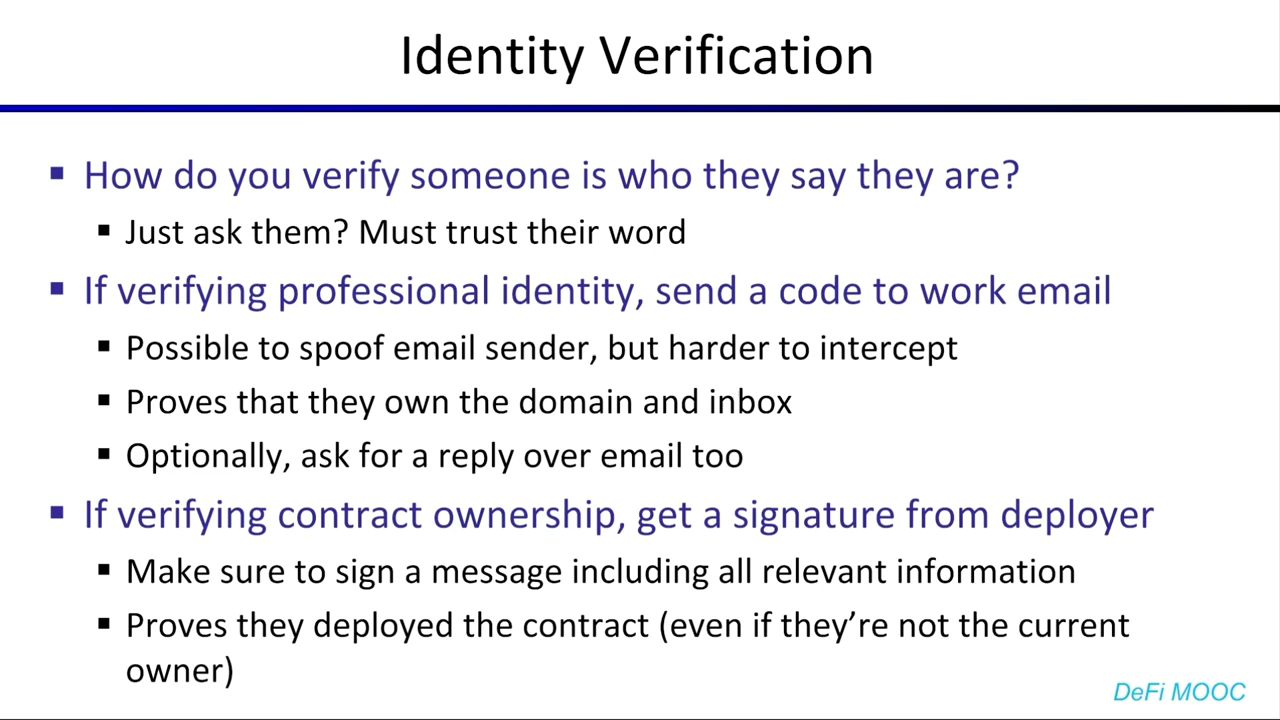 Identity Verification
▪ How do you verify someone is who they say they are?
▪ Just ask them? Must trust their word
▪ If verifying professional identity, send a code to work email
▪ Possible to spoof email sender, but harder to intercept
▪ Proves that they own the domain and inbox
▪ Optionally, ask for a reply over email too
▪ If verifying contract ownership, get a signature from deployer
▪ Make sure to sign a message including all relevant information
▪ Proves they deployed the contract (even if they’re not the current
owner)
DeFi MOOC